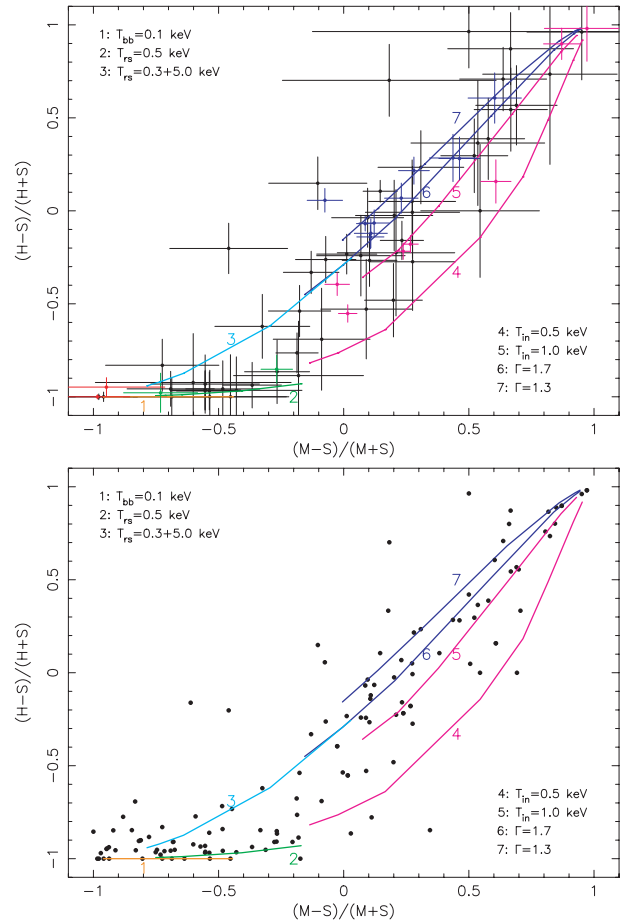 1: T_bb=0.1 keV
2: T_rs=0.5 keV
3: T_rs=0.3+5.0 keV
(H−S)/(H+S)
1
0.5
0
−0.5
−1
7
6
5
4
3
2
1
4: T_in=0.5 keV
5: T_in=1.0 keV
6: Γ=1.7
7: Γ=1.3
−1 −0.5 0 0.5 1
(M−S)/(M+S)
1: T_bb=0.1 keV
2: T_rs=0.5 keV
3: T_rs=0.3+5.0 keV
(H−S)/(H+S)
1
0.5
0
−0.5
−1
7
6
5
4
3
2
1
4: T_in=0.5 keV
5: T_in=1.0 keV
6: Γ=1.7
7: Γ=1.3
−1 −0.5 0 0.5 1
(M−S)/(M+S)